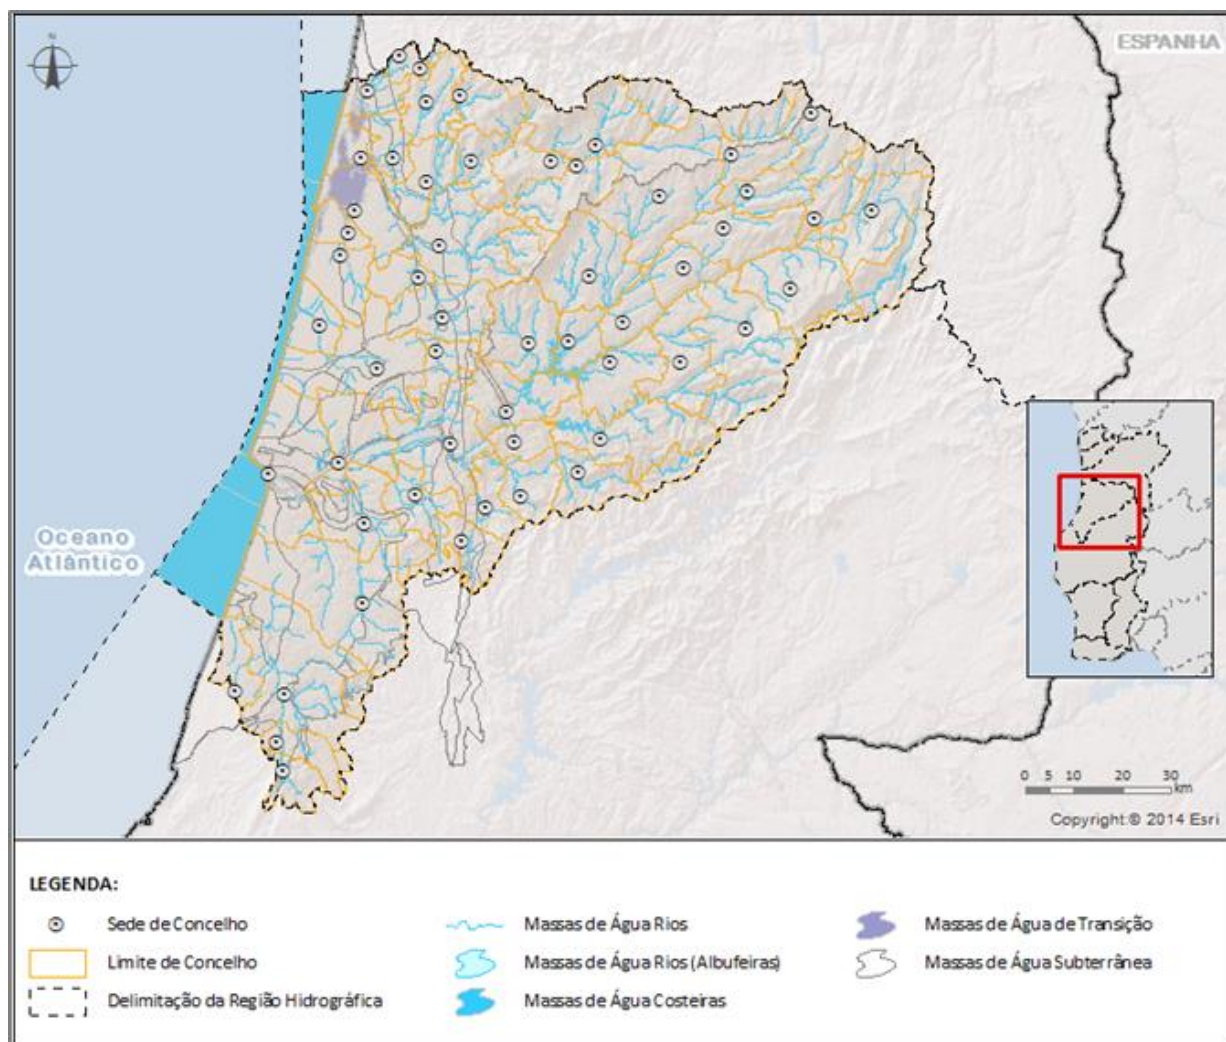 N
ESPANHA
Oceano
Atlântico
0 5 10 20 30
km
Copyright:© 2014 Esri
LEGENDA:
Sede de Concelho
Limite de Concelho
Delimitação da Região Hidrográfica
Massas de Água Rios
Massas de Água Rios (Albufeiras)
Massas de Água Costeiras
Massas de Água de Transição
Massas de Água Subterrânea